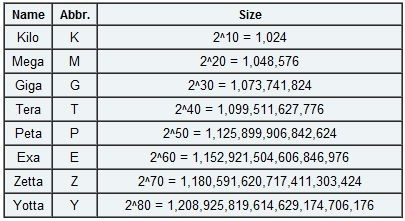 Name Abbr. Size
Kilo K 2^10 = 1,024
Mega M 2^20 = 1,048,576
Giga G 2^30 = 1,073,741,824
Tera T 2^40 = 1,099,511,627,776
Peta P 2^50 = 1,125,899,906,842,624
Exa E 2^60 = 1,152,921,504,606,846,976
Zetta Z 2^70 = 1,180,591,620,717,411,303,424
Yotta Y 2^80 = 1,208,925,819,614,629,174,706,176